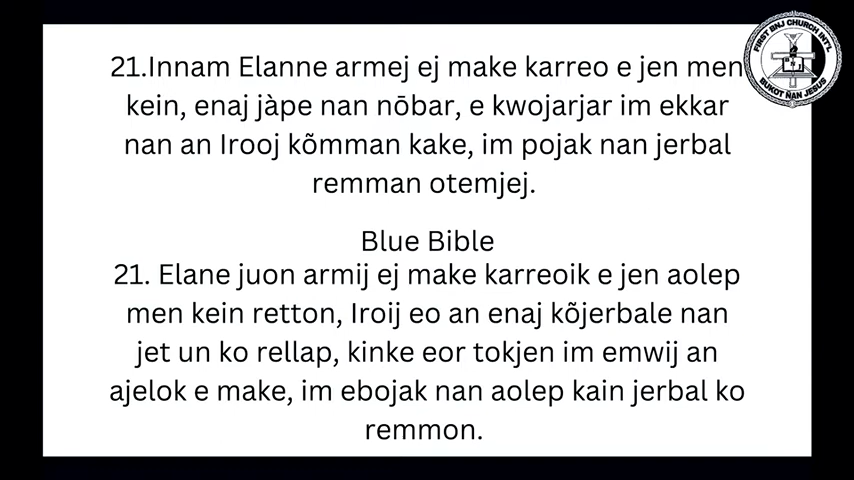 21.Innam Elanne armej ej make karreo e jen men
kein, enaj jàpe nan nōbar, e kwojarjar im ekkar
nan an Irooj kõmman kake, im pojak nan jerbal
remman otemjej.
Blue Bible
21. Elane juon armij ej make karreoik e jen aolep
men kein retton, Iroij eo an enaj kõjerbale nan
jet un ko rellap, kinke eor tokjen im emwij an
ajelok e make, im ebojak nan aolep kain jerbal ko
remmon.
FIRST BNJ CHURCH INT'L
BUKOT ÑAN JESUS